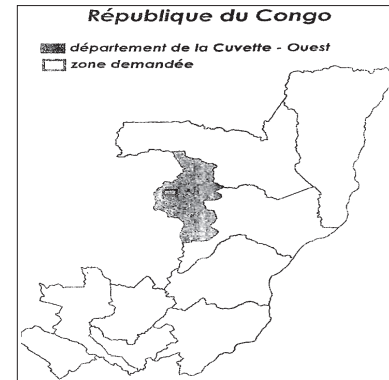 République du Congo
département de la Cuvette - Ouest
zone demandée